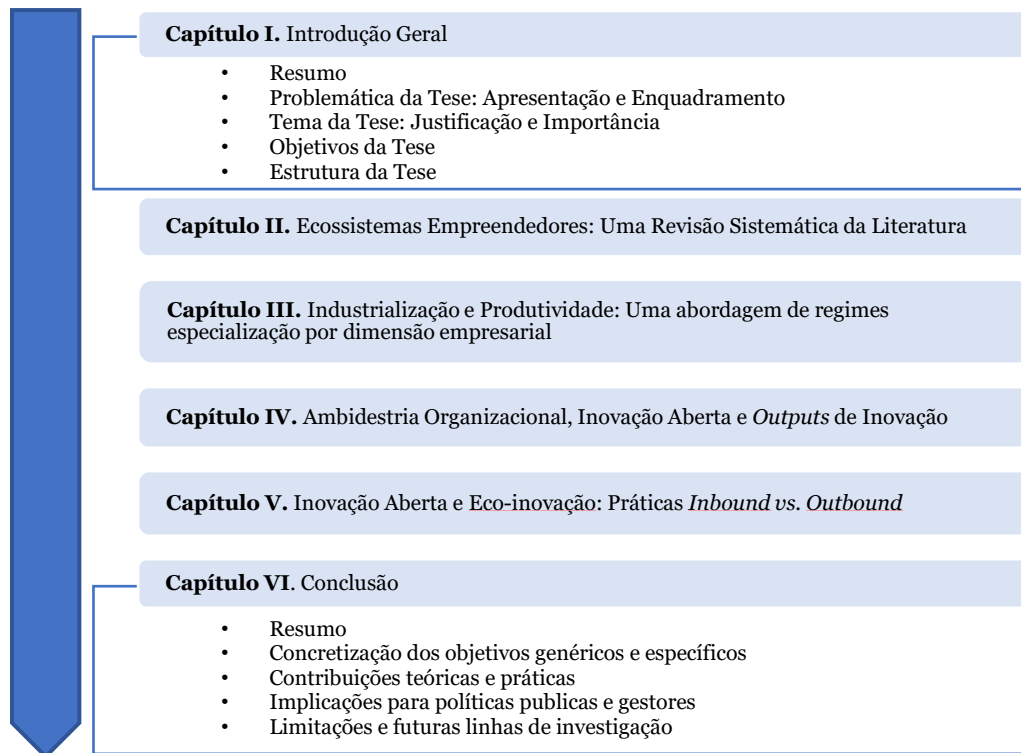 Capítulo I. Introdução Geral
• Resumo
• Problemática da Tese: Apresentação e Enquadramento
• Tema da Tese: Justificação e Importância
• Objetivos da Tese
• Estrutura da Tese
Capítulo II. Ecossistemas Empreendedores: Uma Revisão Sistemática da Literatura
Capítulo III. Industrialização e Produtividade: Uma abordagem de regimes
especialização por dimensão empresarial
Capítulo IV. Ambidestria Organizacional, Inovação Aberta e Outputs de Inovação
Capítulo V. Inovação Aberta e Eco-inovação: Práticas Inbound vs. Outbound
Capítulo VI. Conclusão
• Resumo
• Concretização dos objetivos genéricos e específicos
• Contribuições teóricas e práticas
• Implicações para políticas publicas e gestores
• Limitações e futuras linhas de investigação